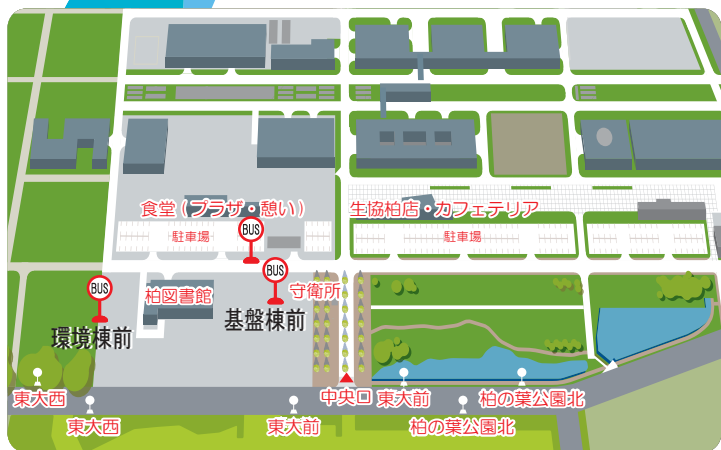 食堂(プラザ・憩い)
生協柏店・カフェテリア
BUS
駐車場
駐車場
BUS
BUS
柏図書館
守衛所
基盤棟前
環境棟前
東大西
中央口
東大前
柏の葉公園北
東大西
東大前
柏の葉公園北